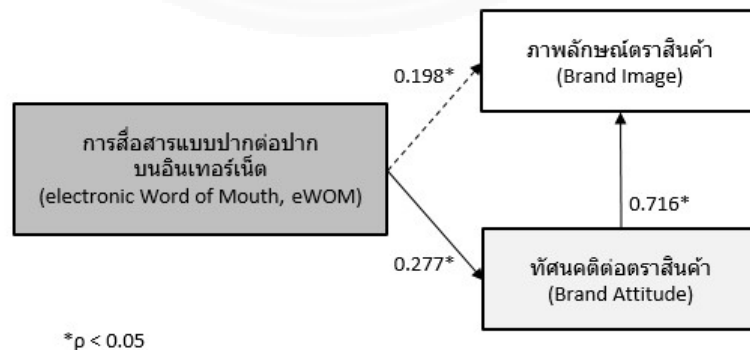 ภาพลักษณ์ตราสินค้า
(Brand Image)
0.198*
การสื่อสารแบบปากต่อปาก
บนอินเทอร์เน็ต
(electronic Word of Mouth, eWOM)
0.716*
0.277*
ทัศนคติต่อตราสินค้า
(Brand Attitude)
*ρ < 0.05